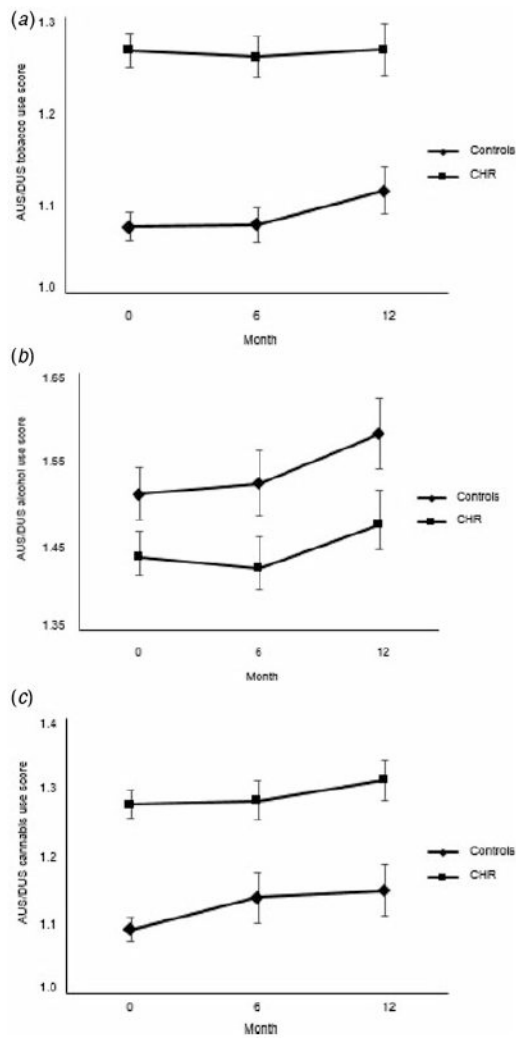 (a)
1.3
1.2
1.1
1.0
AUS/DUS tobacco use score
Controls
CHR
0 6 12
Month
(b)
1.65
1.55
1.45
1.35
AUS/DUS alcohol use score
Controls
CHR
0 6 12
Month
(c)
1.4
1.3
1.2
1.1
1.0
AUS/DUS cannabis use score
Controls
CHR
0 6 12
Month